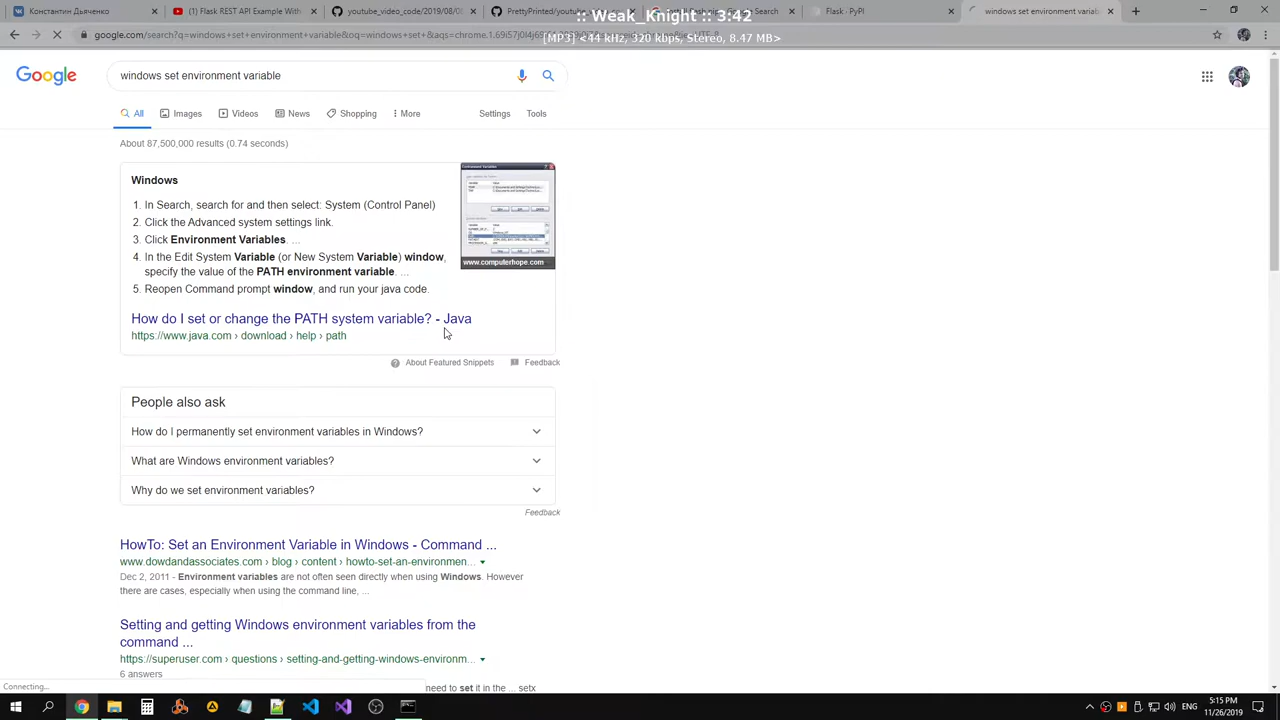 :: Weak_Knight :: 3:42
[MP3] <44 kHz, 320 kbps, Stereo, 8.47 MB>
Flask REST API Example
youtube_video_code/2019/08/0
PrettyPrinted/youtube_video_
Search
Flask · PyPI
windows set environment variabl
google.com/search?q=windows+set+environment+variable&oq=windows+set+&aqs=chrome.1.69i57j0l4j69
Google
windows set environment variable
All
Images
Videos
News
Shopping
More
Settings
Tools
About 87,500,000 results (0.74 seconds)
Windows
1. In Search, search for and then select: System (Control Panel)
2. Click the Advanced system settings link.
3. Click Environment Variables. ...
4. In the Edit System Variable (or New System Variable) window,
specify the value of the PATH environment variable. ...
5. Reopen Command prompt window, and run your java code.
www.computerhope.com
How do I set or change the PATH system variable? - Java
https://www.java.com › download › help › path
About Featured Snippets
Feedback
People also ask
How do I permanently set environment variables in Windows?
What are Windows environment variables?
Why do we set environment variables?
Feedback
HowTo: Set an Environment Variable in Windows - Command ...
www.dowdandassociates.com › blog › content › howto-set-an-environmen...
Dec 2, 2011 - Environment variables are not often seen directly when using Windows. However
there are cases, especially when using the command line, ...
Setting and getting Windows environment variables from the
command ...
https://superuser.com › questions › setting-and-getting-windows-environm...
6 answers
Connecting...
need to set it in the ... setx
ENG
5:15 PM
11/26/2019